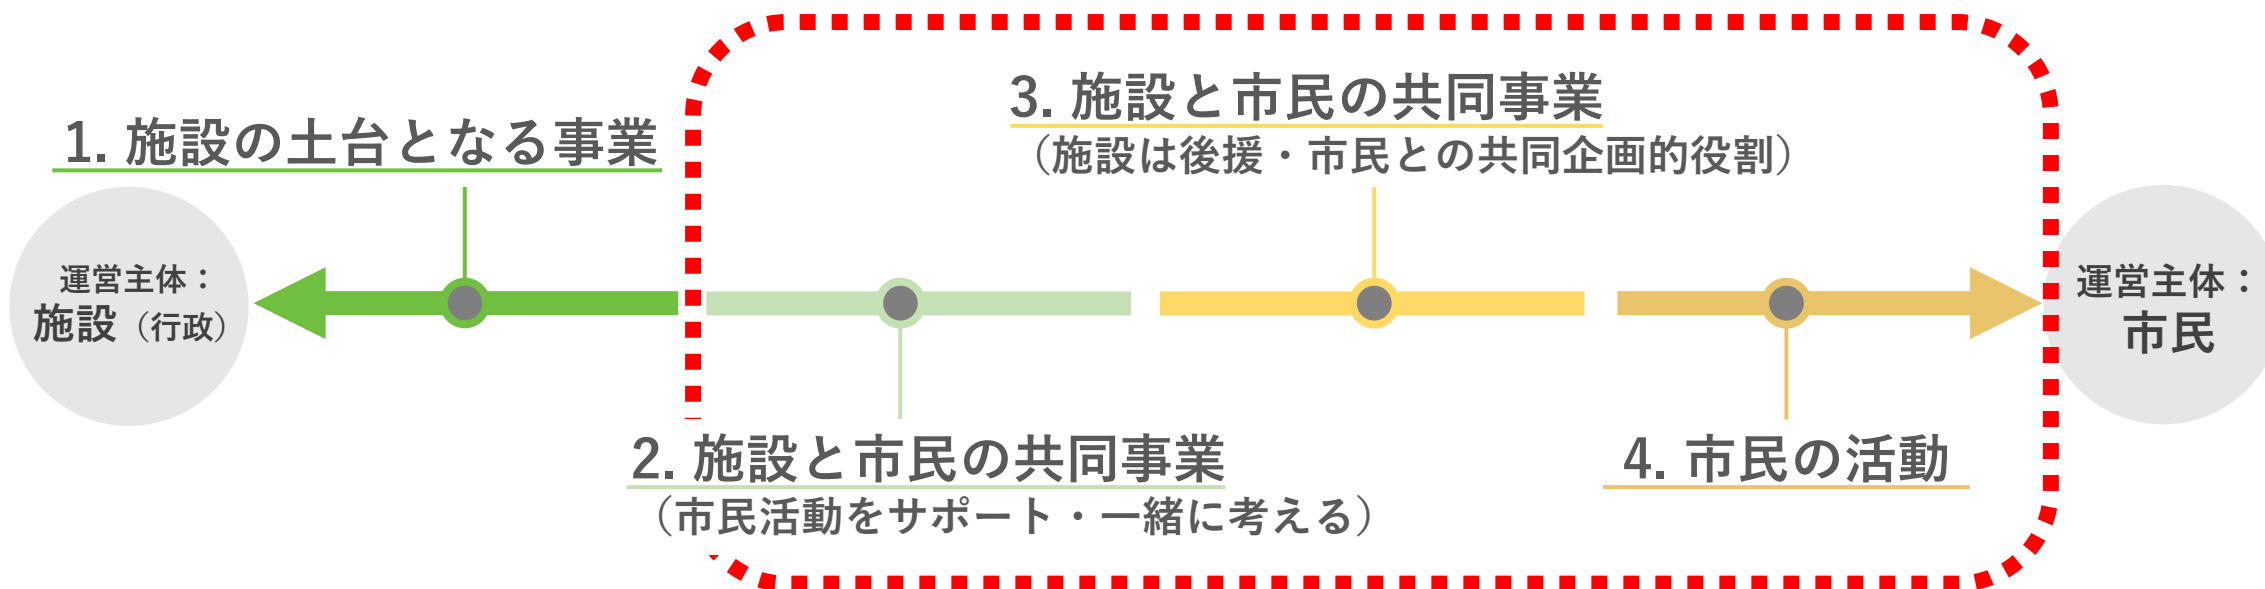 1. 施設の土台となる事業
3. 施設と市民の共同事業
（施設は後援・市民との共同企画的役割）
運営主体：
施設（行政）
運営主体：
市民
2. 施設と市民の共同事業
（市民活動をサポート・一緒に考える）
4. 市民の活動